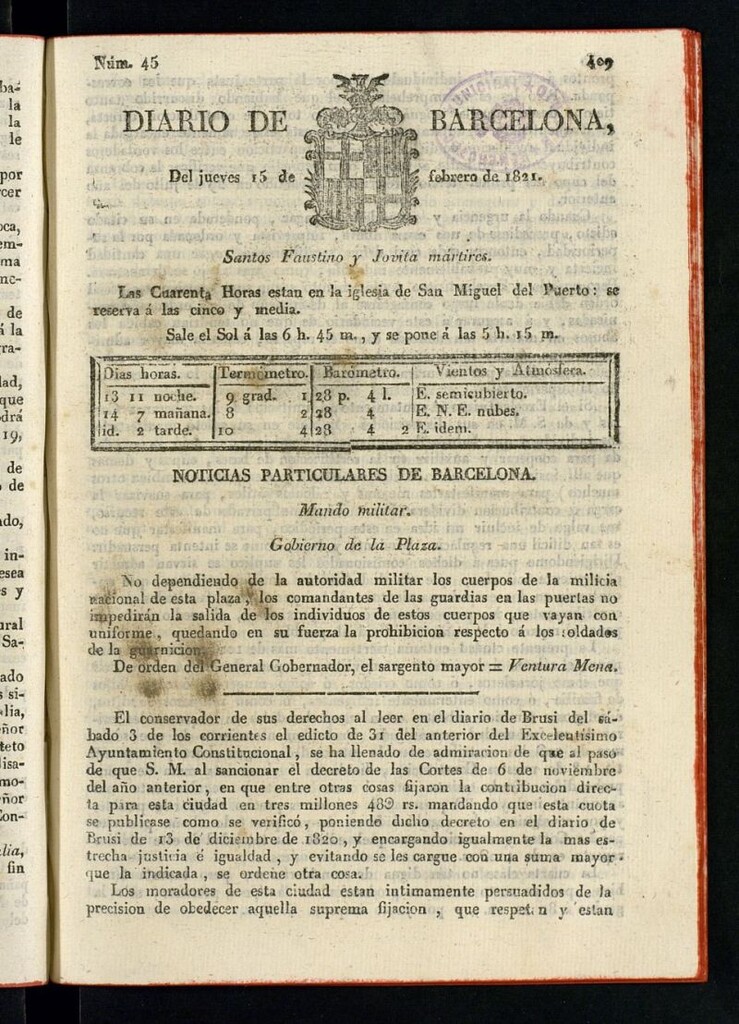 Núm. 45 409
DIARIO DE BARCELONA,
Del jueves 15 de febrero de 1821.
Santos Faustino y Jovita mártires.
Las Cuarenta Horas estan en la iglesia de San Miguel del Puerto: se
reserva á las cinco y media.
Sale el Sol á las 6 h. 45 m., y se pone á las 5 h. 15 m.
Dias horas. Termómetro. Barómetro. Vientos y Atmósfera.
13 11 noche. 9 grad. 1 28 p. 4 l. E. semicubierto.
14 7 mañana. 8 2 28 4 E. N. E. nubes.
id. 2 tarde. 10 4 28 4 2 E. idem.
NOTICIAS PARTICULARES DE BARCELONA.
Mando militar.
Gobierno de la Plaza.
No dependiendo de la autoridad militar los cuerpos de la milicia
nacional de esta plaza, los comandantes de las guardias en las puertas no
impedirán la salida de los individuos de estos cuerpos que vayan con
uniforme, quedando en su fuerza la prohibicion respecto á los soldados
de la guarnicion.
De orden del General Gobernador, el sargento mayor = Ventura Mena.
El conservador de sus derechos al leer en el diario de Brusi del sá-
bado 3 de los corrientes el edicto de 31 del anterior del Excelentísimo
Ayuntamiento Constitucional, se ha llenado de admiracion de que al paso
de que S. M. al sancionar el decreto de las Cortes de 6 de noviembre
del año anterior, en que entre otras cosas fijaron la contribucion direc-
ta para esta ciudad en tres millones 489 rs. mandando que esta cuota
se publicase como se verificó, poniendo dicho decreto en el diario de
Brusi de 13 de diciembre de 1820, y encargando igualmente la mas es-
trecha justicia é igualdad, y evitando se les cargue con una suma mayor
que la indicada, se ordene otra cosa.
Los moradores de esta ciudad estan intimamente persuadidos de la
precision de obedecer aquella suprema fijacion, que respetan y estan